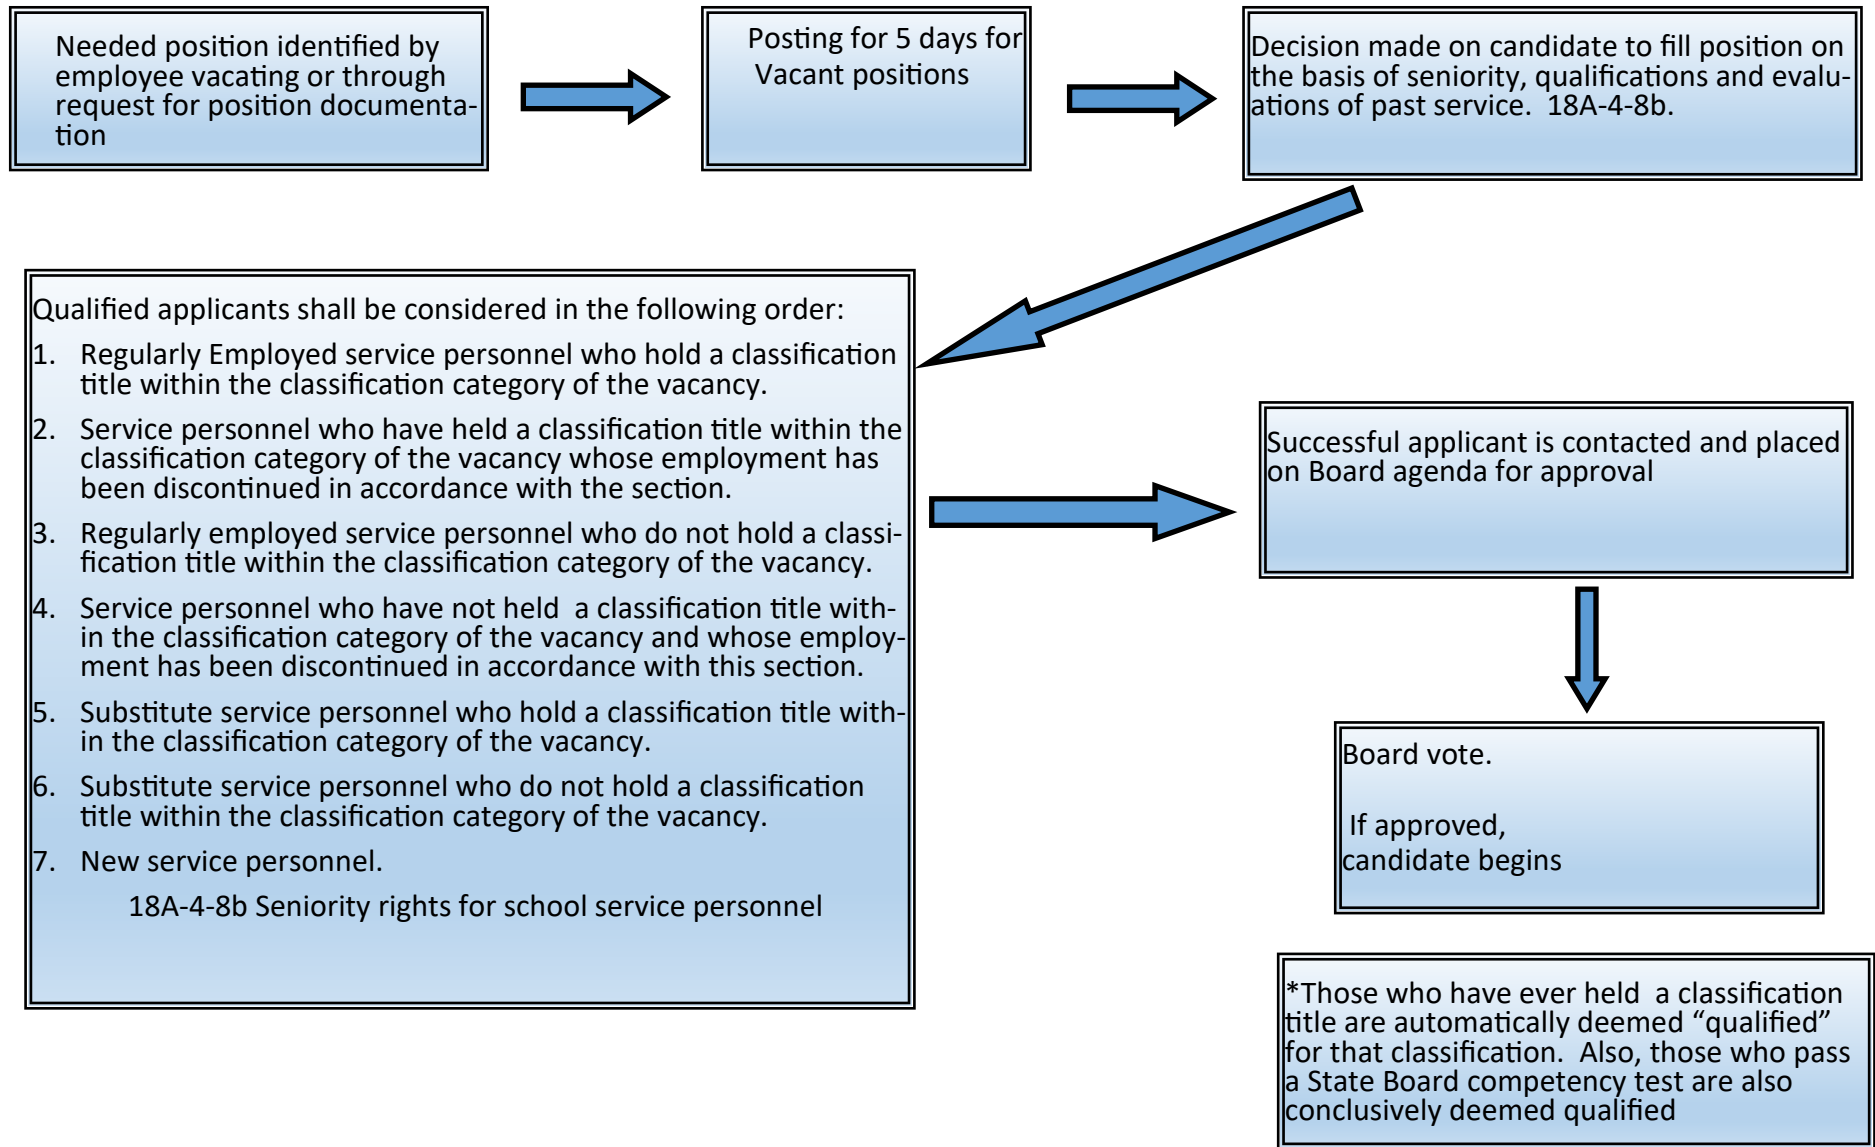 Needed position identified by
employee vacating or through
request for position documenta-
tion
Posting for 5 days for
Vacant positions
Decision made on candidate to fill position on
the basis of seniority, qualifications and evalu-
ations of past service.  18A-4-8b.
Qualified applicants shall be considered in the following order:
1. Regularly Employed service personnel who hold a classification
title within the classification category of the vacancy.
2. Service personnel who have held a classification title within the
classification category of the vacancy whose employment has
been discontinued in accordance with the section.
3. Regularly employed service personnel who do not hold a classi-
fication title within the classification category of the vacancy.
4. Service personnel who have not held  a classification title with-
in the classification category of the vacancy and whose employ-
ment has been discontinued in accordance with this section.
5. Substitute service personnel who hold a classification title with-
in the classification category of the vacancy.
6. Substitute service personnel who do not hold a classification
title within the classification category of the vacancy.
7. New service personnel.
18A-4-8b Seniority rights for school service personnel
Successful applicant is contacted and placed
on Board agenda for approval
Board vote.
If approved,
candidate begins
*Those who have ever held  a classification
title are automatically deemed “qualified”
for that classification.  Also, those who pass
a State Board competency test are also
conclusively deemed qualified